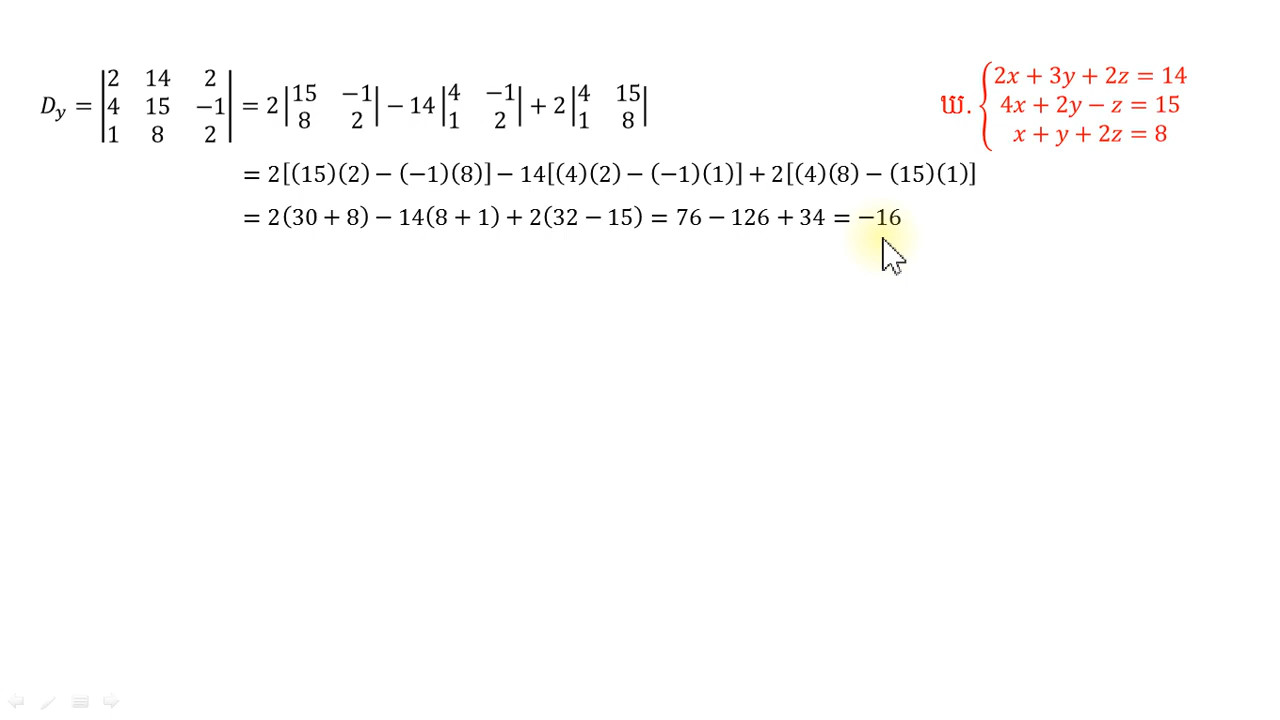 D_y = |2 14 2| = 2 |15 −1| − 14 |4 −1| + 2 |4 15|
|4 15 −1| |8 2| |1 2| |1 8|
|1 8 2|
= 2[(15)(2) − (−1)(8)] − 14[(4)(2) − (−1)(1)] + 2[(4)(8) − (15)(1)]
= 2(30 + 8) − 14(8 + 1) + 2(32 − 15) = 76 − 126 + 34 = −16
2x + 3y + 2z = 14
4x + 2y − z = 15
x + y + 2z = 8